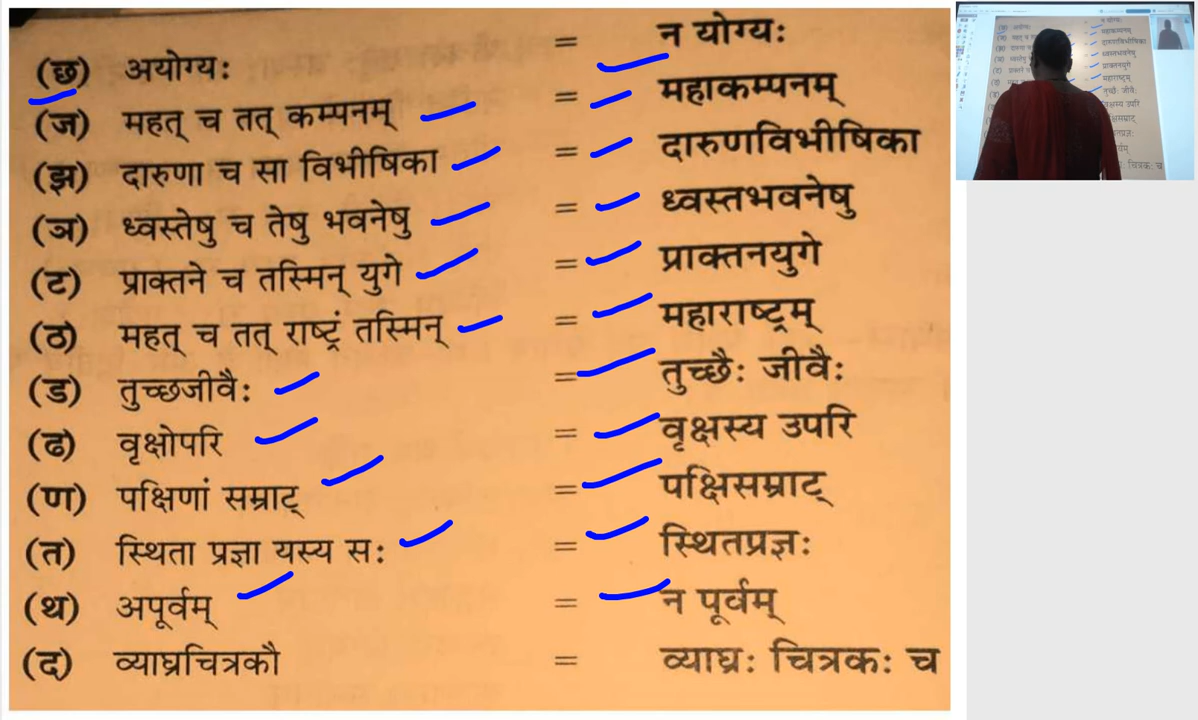 (छ) अयोग्यः = न योग्यः
(ज) महत् च तत् कम्पनम् = महाकम्पनम्
(झ) दारुणा च सा विभीषिका = दारुणविभीषिका
(ञ) ध्वस्तेषु च तेषु भवनेषु = ध्वस्तभवनेषु
(ट) प्राक्तने च तस्मिन् युगे = प्राक्तनयुगे
(ठ) महत् च तत् राष्ट्रं तस्मिन् = महाराष्ट्रम्
(ड) तुच्छजीवैः = तुच्छैः जीवैः
(ढ) वृक्षोपरि = वृक्षस्य उपरि
(ण) पक्षिणां सम्राट् = पक्षिसम्राट्
(त) स्थिता प्रज्ञा यस्य सः = स्थितप्रज्ञः
(थ) अपूर्वम् = न पूर्वम्
(द) व्याघ्रचित्रकौ = व्याघ्रः चित्रकः च